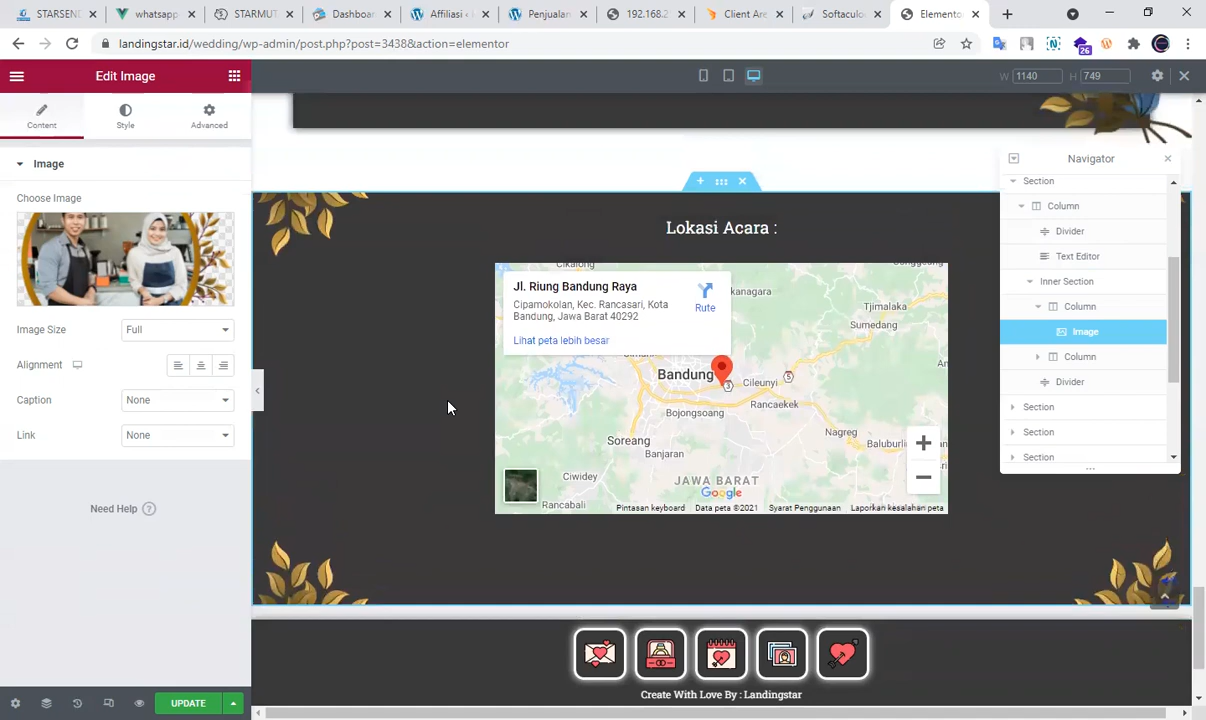 STARSEND
whatsapp
STARMUT
Dashboar
Affiliasi ‹
Penjualan
192.168.2
Client Are
Softaculo
Elemento
landingstar.id/wedding/wp-admin/post.php?post=3438&action=elementor
26
Edit Image
W 1140 H 749
Content
Style
Advanced
Image
Choose Image
Image Size
Full
Alignment
Caption
None
Link
None
Need Help
UPDATE
Lokasi Acara :
Cikalong
Jl. Riung Bandung Raya
Cipamokolan, Kec. Rancasari, Kota
Bandung, Jawa Barat 40292
Rute
Lihat peta lebih besar
anagara
Tjimalaka
Sumedang
Bandung
3
5
Cileunyi
Rancaekek
Bojongsoang
Nagreg
Soreang
Banjaran
Baluburli
Ciwidey
JAWA BARAT
Google
Rancabali
Pintasan keyboard
Data peta ©2021
Syarat Penggunaan
Laporkan kesalahan peta
Navigator
Section
Column
Divider
Text Editor
Inner Section
Column
Image
Column
Divider
Section
Section
Section
Create With Love By : Landingstar